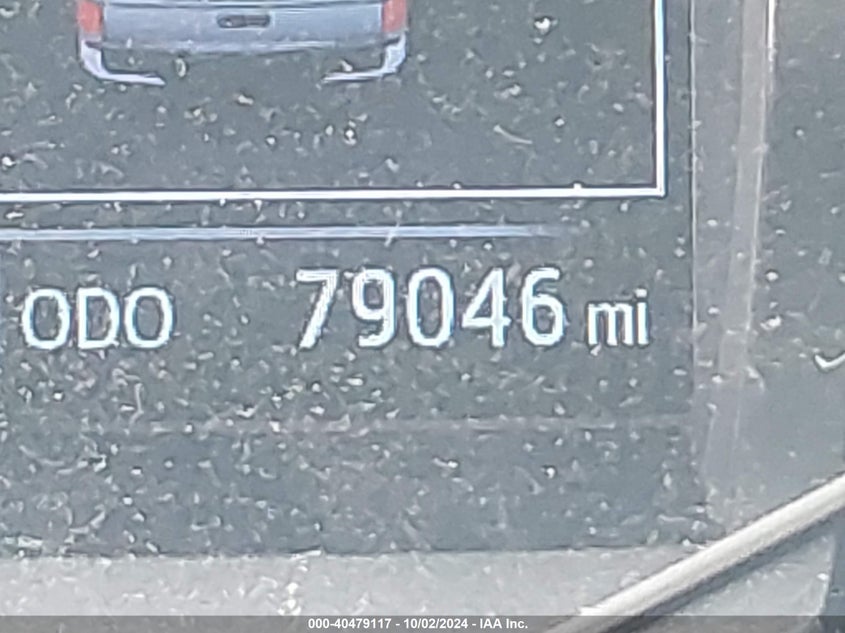 ODO 79046 mi
000-40479117 - 10/02/2024 - IAA Inc.